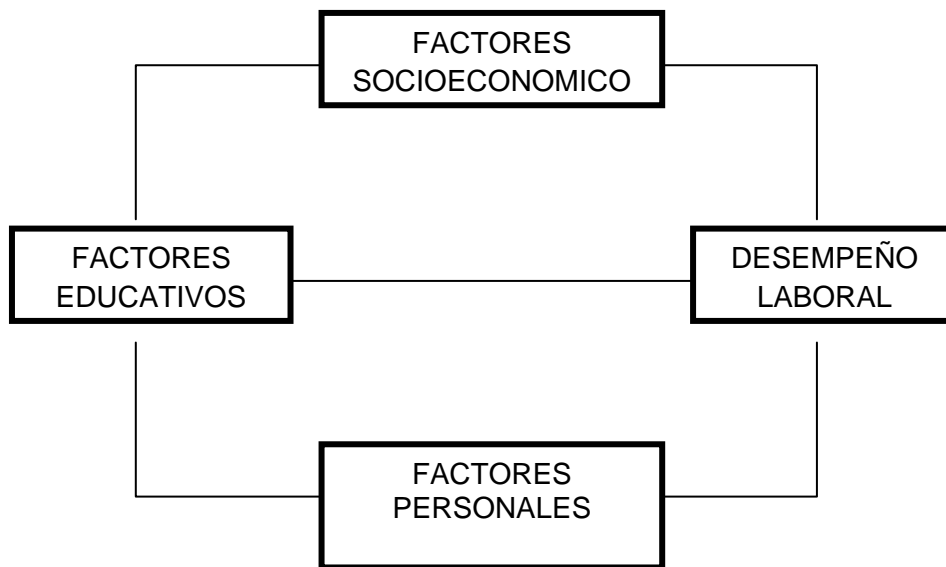 FACTORES
SOCIOECONOMICO
FACTORES
EDUCATIVOS
DESEMPEÑO
LABORAL
FACTORES
PERSONALES